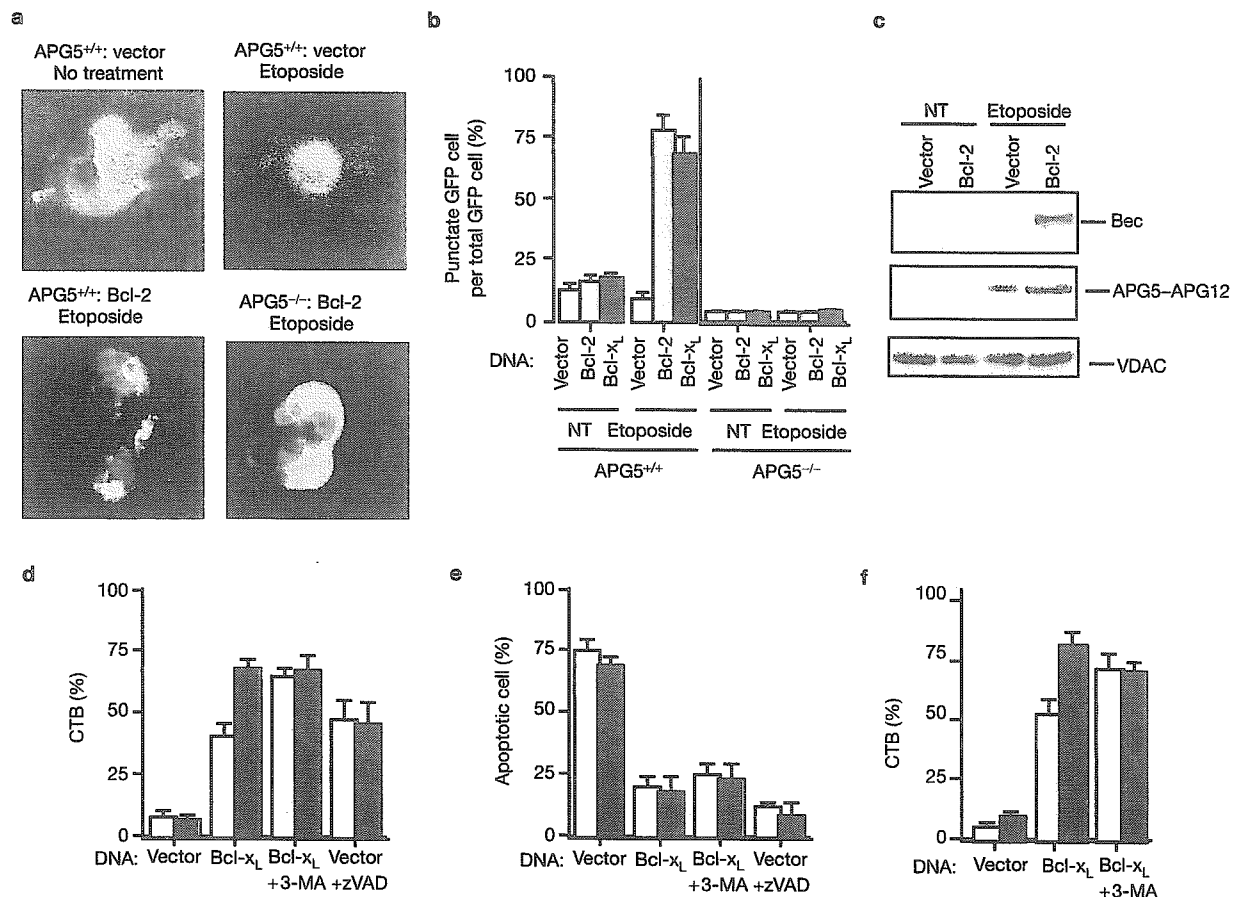 a
APG5+/+: vector
No treatment
APG5+/+: vector
Etoposide
APG5+/+: Bcl-2
Etoposide
APG5−/−: Bcl-2
Etoposide
b
Punctate GFP cell
per total GFP cell (%)
100
75
50
25
0
DNA:
Vector
Bcl-2
Bcl-xL
Vector
Bcl-2
Bcl-xL
Vector
Bcl-2
Bcl-xL
Vector
Bcl-2
Bcl-xL
NT Etoposide NT Etoposide
APG5+/+ APG5−/−
c
NT Etoposide
Vector
Bcl-2
Vector
Bcl-2
Bec
APG5–APG12
VDAC
d
CTB (%)
100
75
50
25
0
DNA: Vector Bcl-xL Bcl-xL Vector
+3-MA +zVAD
e
Apoptotic cell (%)
100
75
50
25
0
DNA: Vector Bcl-xL Bcl-xL Vector
+3-MA +zVAD
f
CTB (%)
100
75
50
25
0
DNA: Vector Bcl-xL Bcl-xL
+3-MA